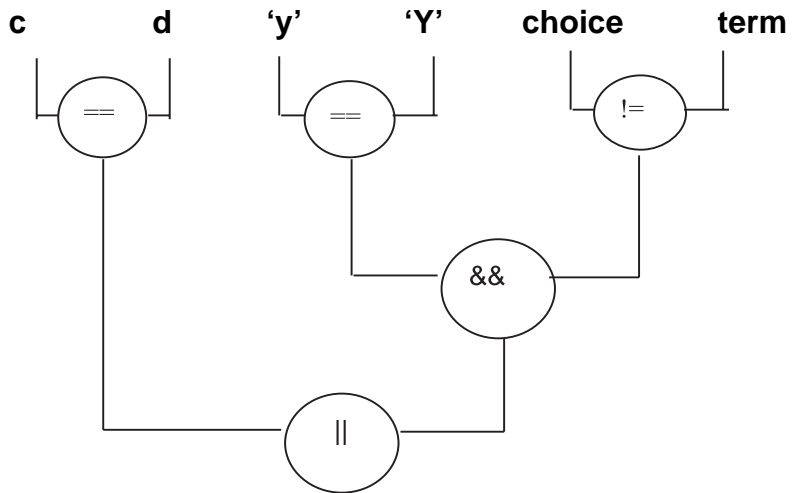 c d ‘y’ ‘Y’ choice term
== == !=
&&
||